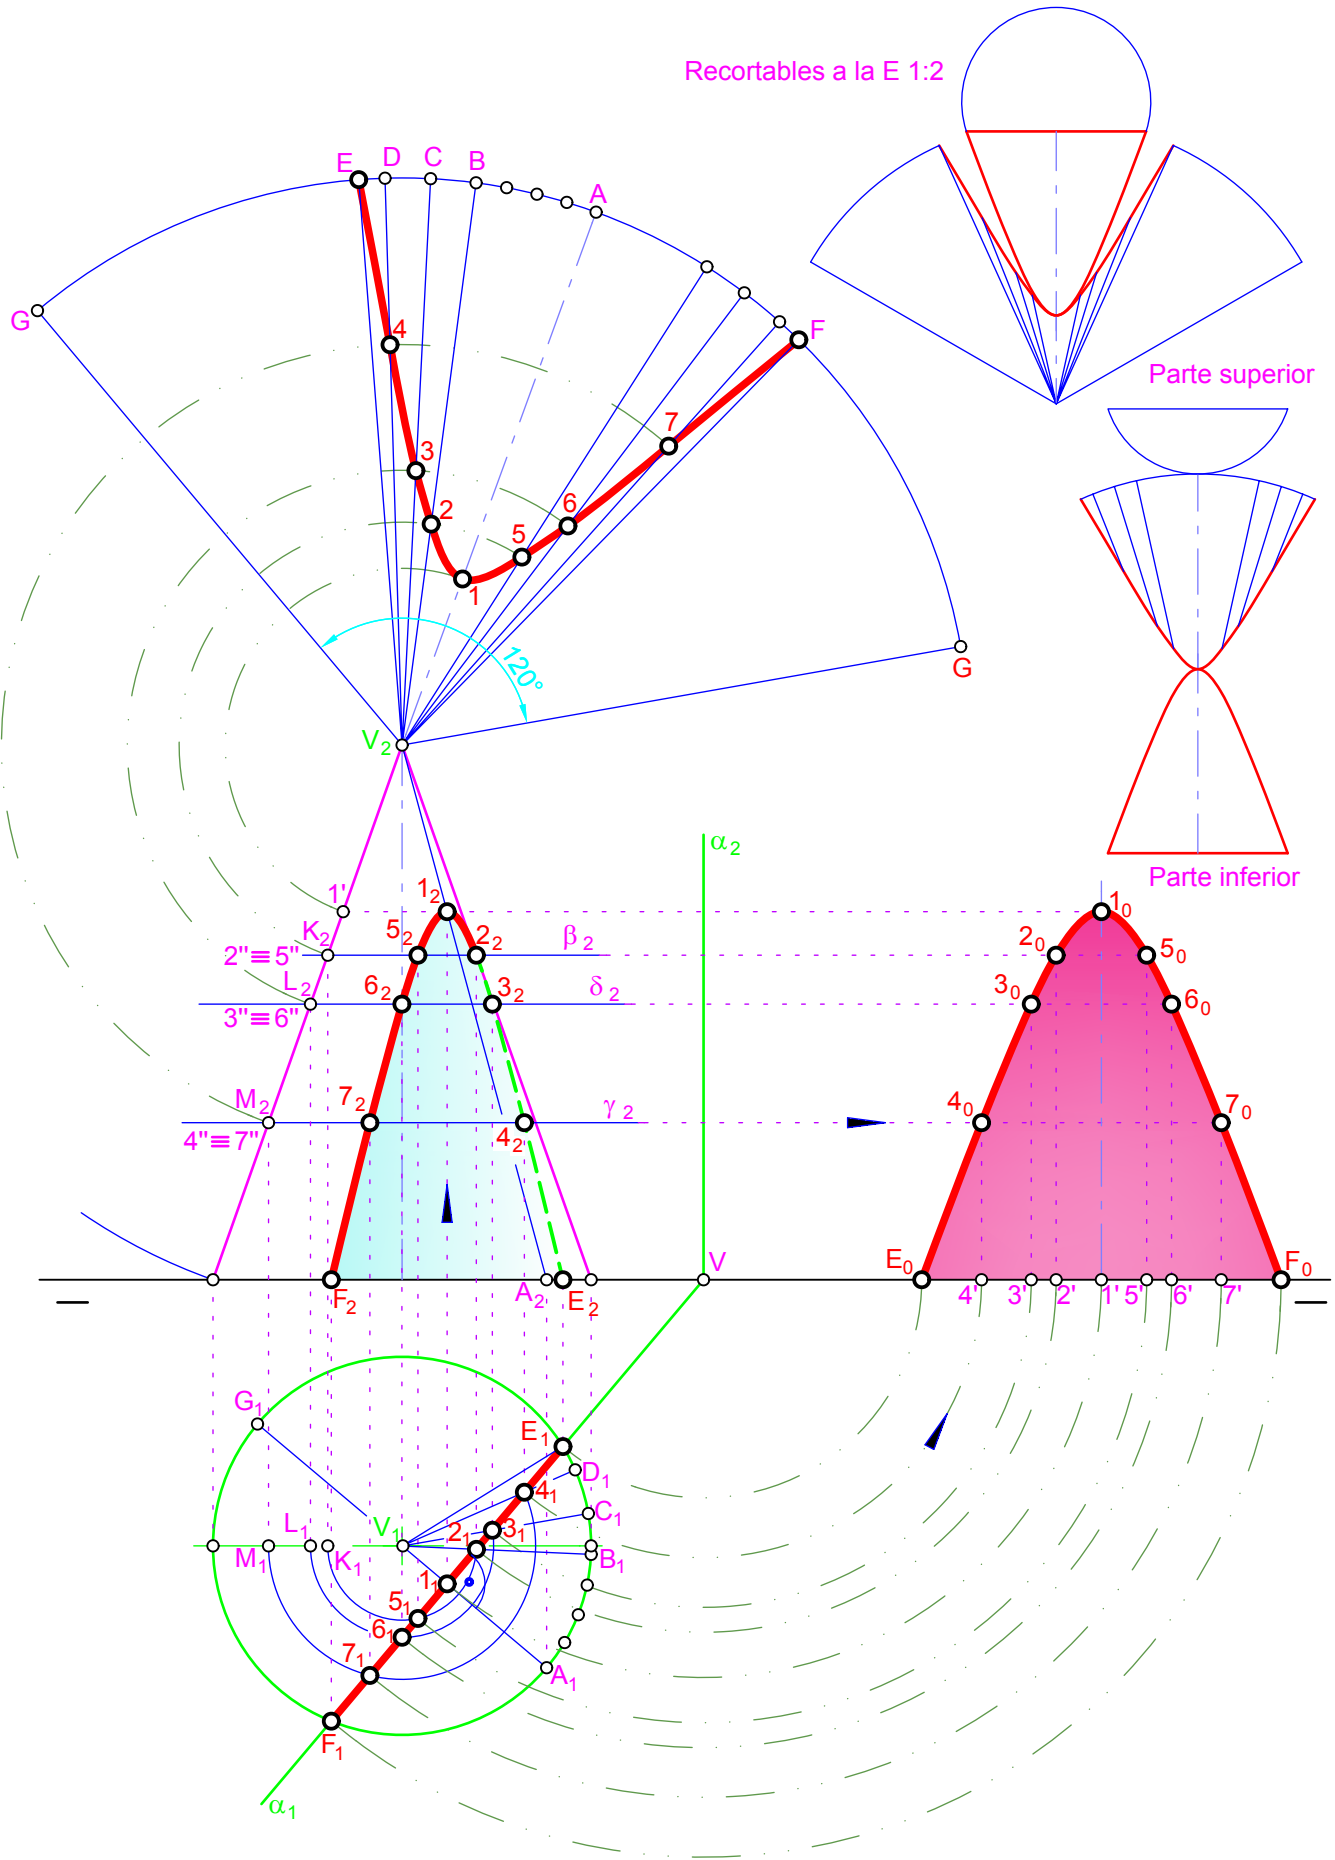 Recortables a la E 1:2
E D C B A
G
F
4
3
7
2
6
5
1
120°
G
V2
Parte superior
Parte inferior
α2
1' 12 10
K2 52 22 β2 20 50
2''≡5''
L2 62 32 δ2 30 60
3''≡6''
M2 72 γ2 40 70
4''≡7'' 42
V
E0 F0
F2 A2 E2 4' 3' 2' 1' 5' 6' 7'
G1 E1
D1
41
C1
L1 V1 21 31
M1 K1 B1
11
51
61
71 A1
F1
α1